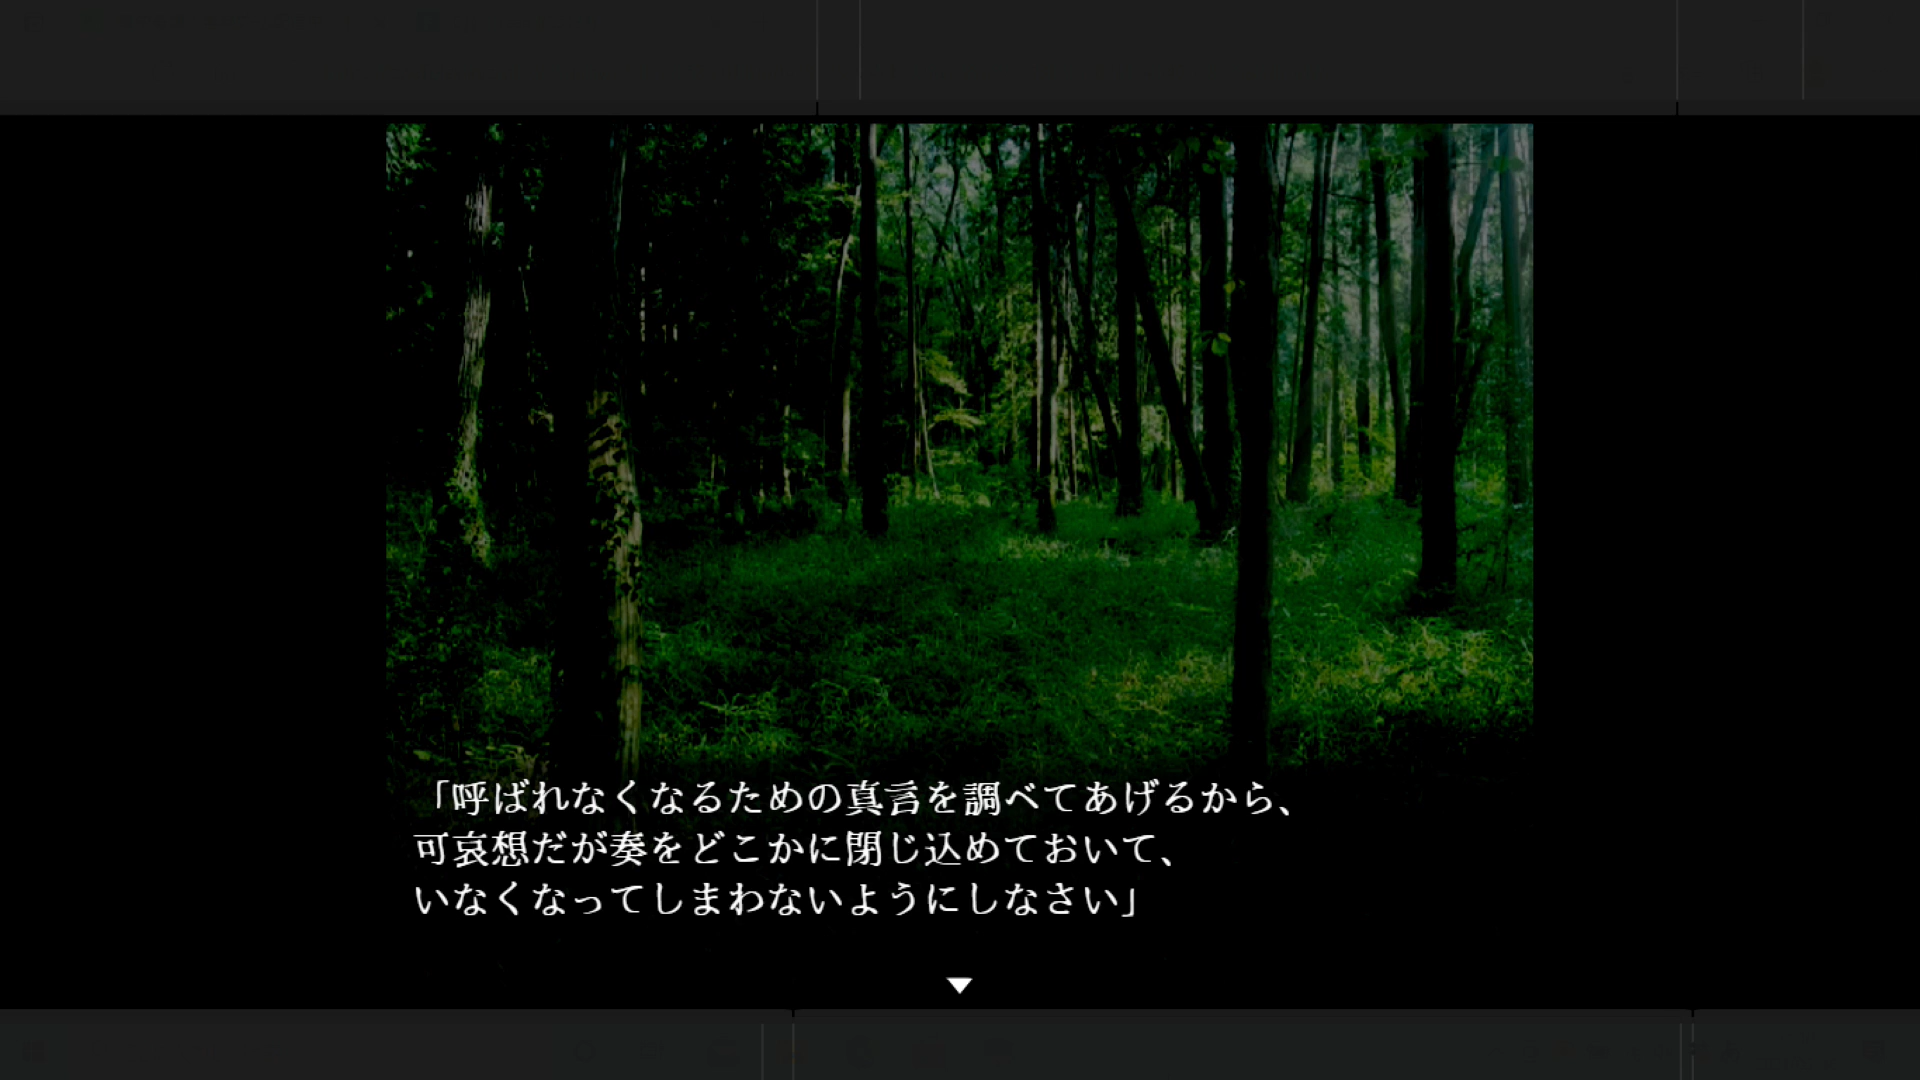 「呼ばれなくなるための真言を調べてあげるから、
可哀想だが奏をどこかに閉じ込めておいて、
いなくなってしまわないようにしなさい」